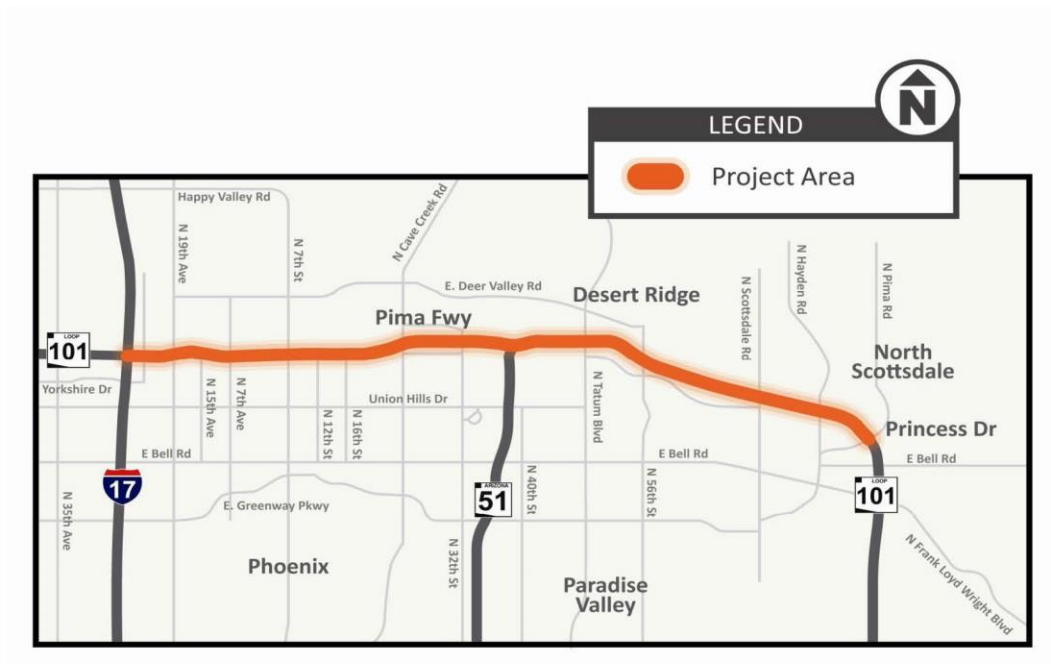 N
LEGEND
Project Area
Happy Valley Rd
N 19th Ave
N 7th St
N Cave Creek Rd
E. Deer Valley Rd
Desert Ridge
N Scottsdale Rd
N Hayden Rd
N Pima Rd
Pima Fwy
LOOP
101
North
Scottsdale
Yorkshire Dr
N 15th Ave
N 7th Ave
N 12th St
N 16th St
Union Hills Dr
N Tatum Blvd
Princess Dr
E Bell Rd
E Bell Rd
E Bell Rd
17
N 35th Ave
E. Greenway Pkwy
ARIZONA
51
N 40th St
N 56th St
LOOP
101
N 32th St
Phoenix
Paradise
Valley
N Frank Loyd Wright Blvd